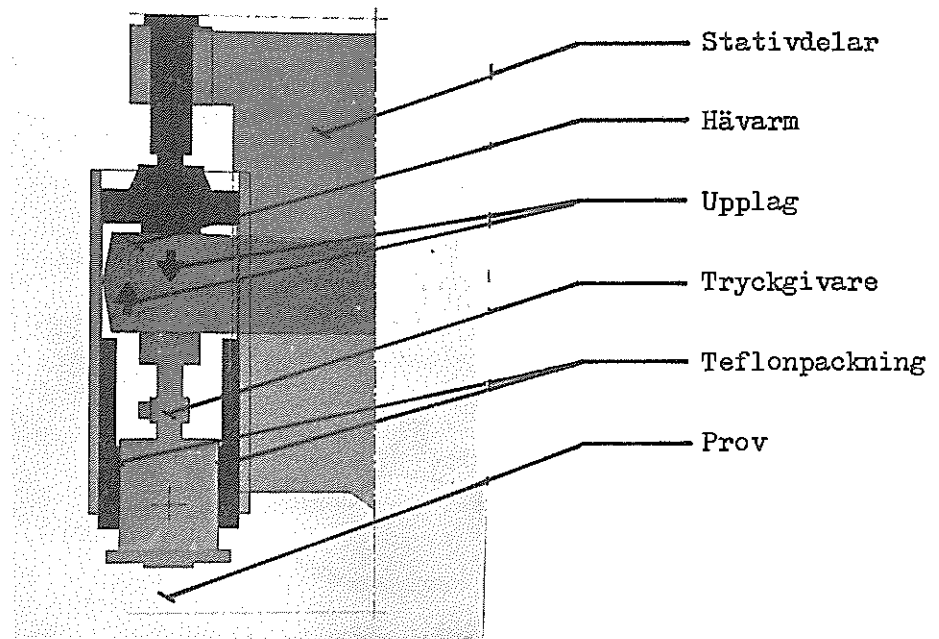 Stativdelar
Hävarm
Upplag
Tryckgivare
Teflonpackning
Prov